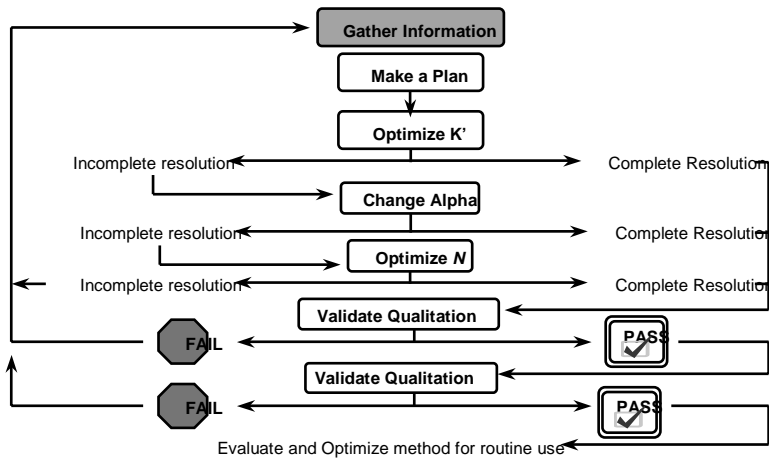 Gather Information
Make a Plan
Optimize K’
Incomplete resolution
Complete Resolution
Change Alpha
Incomplete resolution
Complete Resolution
Optimize N
Incomplete resolution
Complete Resolution
Validate Qualitation
FAIL
PASS
Validate Qualitation
FAIL
PASS
Evaluate and Optimize method for routine use